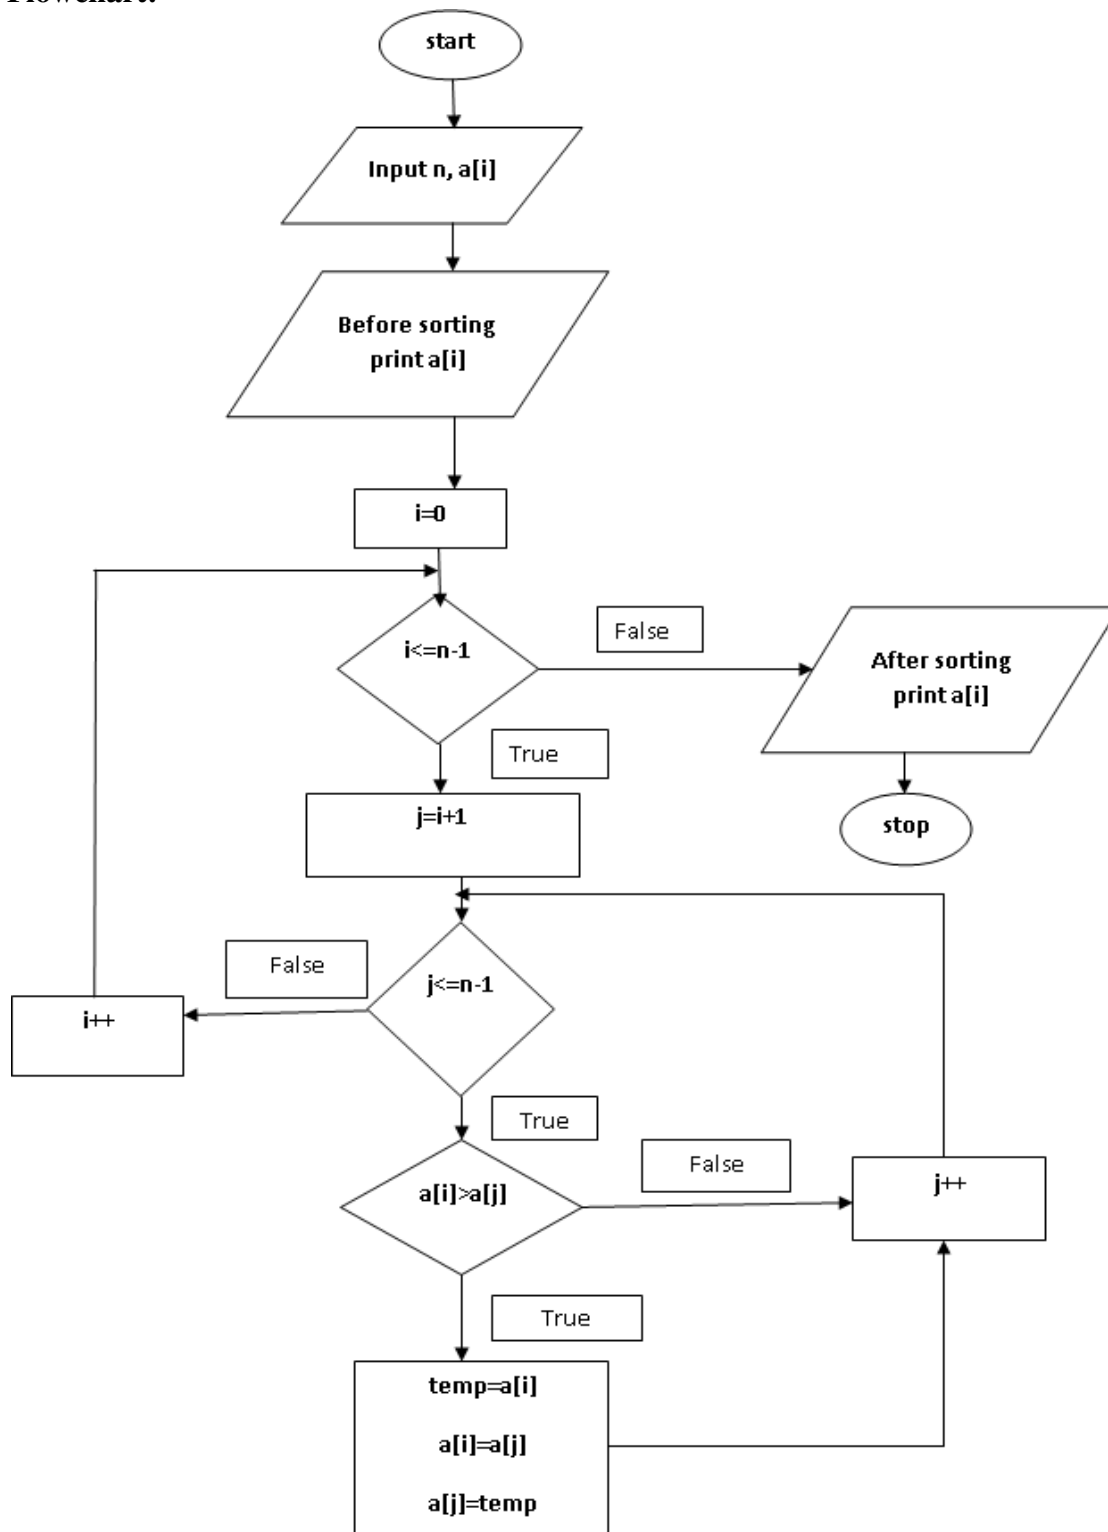 Flowchart:
start
Input n, a[i]
Before sorting
print a[i]
i=0
i<=n-1
False
After sorting
print a[i]
True
j=i+1
stop
False
j<=n-1
i++
True
a[i]>a[j]
False
j++
True
temp=a[i]
a[i]=a[j]
a[j]=temp